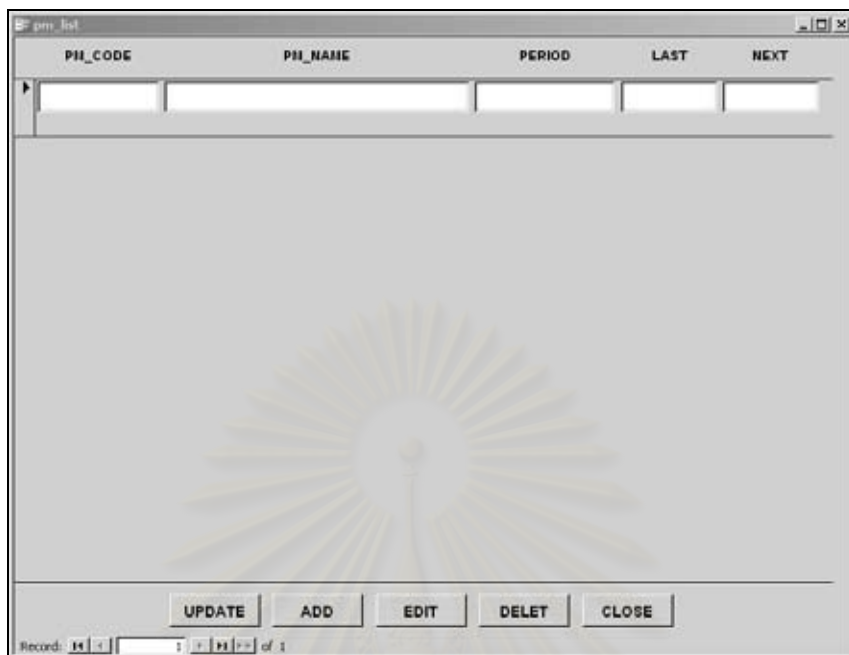 pm_list
PM_CODE PM_NAME PERIOD LAST NEXT
UPDATE ADD EDIT DELET CLOSE
Record: 1 of 1